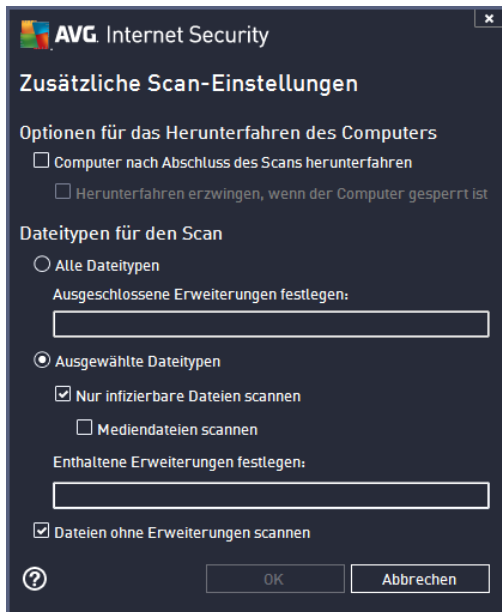 AVG. Internet Security
Zusätzliche Scan-Einstellungen
Optionen für das Herunterfahren des Computers
Computer nach Abschluss des Scans herunterfahren
Herunterfahren erzwingen, wenn der Computer gesperrt ist
Dateitypen für den Scan
Alle Dateitypen
Ausgeschlossene Erweiterungen festlegen:
Ausgewählte Dateitypen
Nur infizierbare Dateien scannen
Mediendateien scannen
Enthaltene Erweiterungen festlegen:
Dateien ohne Erweiterungen scannen
OK
Abbrechen